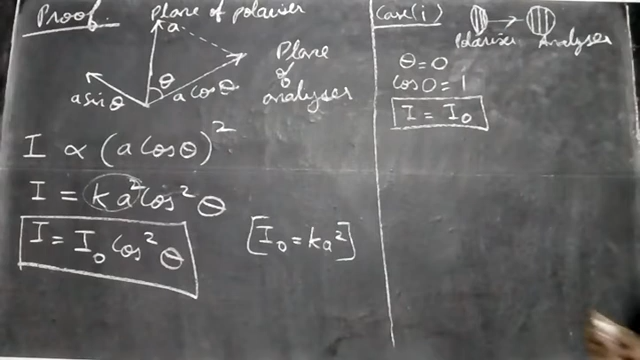 Proof.
Plane of polariser
a
θ
a sin θ
a cos θ
Plane
of
analyser
I ∝ (a cos θ)²
I = ka² cos² θ
I = I₀ cos² θ
[I₀ = ka²]
Case(i)
Polariser
Analyser
θ = 0
cos 0 = 1
I = I₀